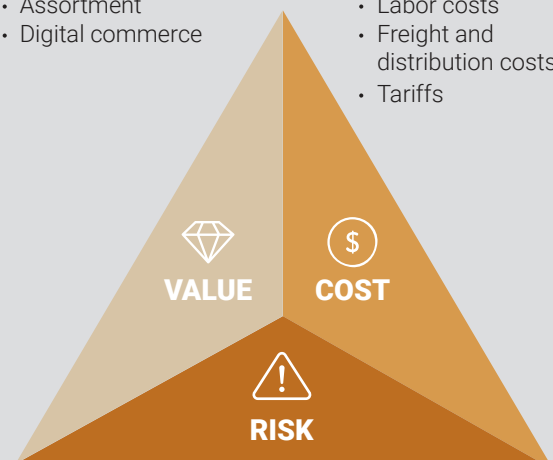 • Assortment
• Digital commerce
• Labor costs
• Freight and
distribution costs
• Tariffs
$
VALUE
COST
!
RISK